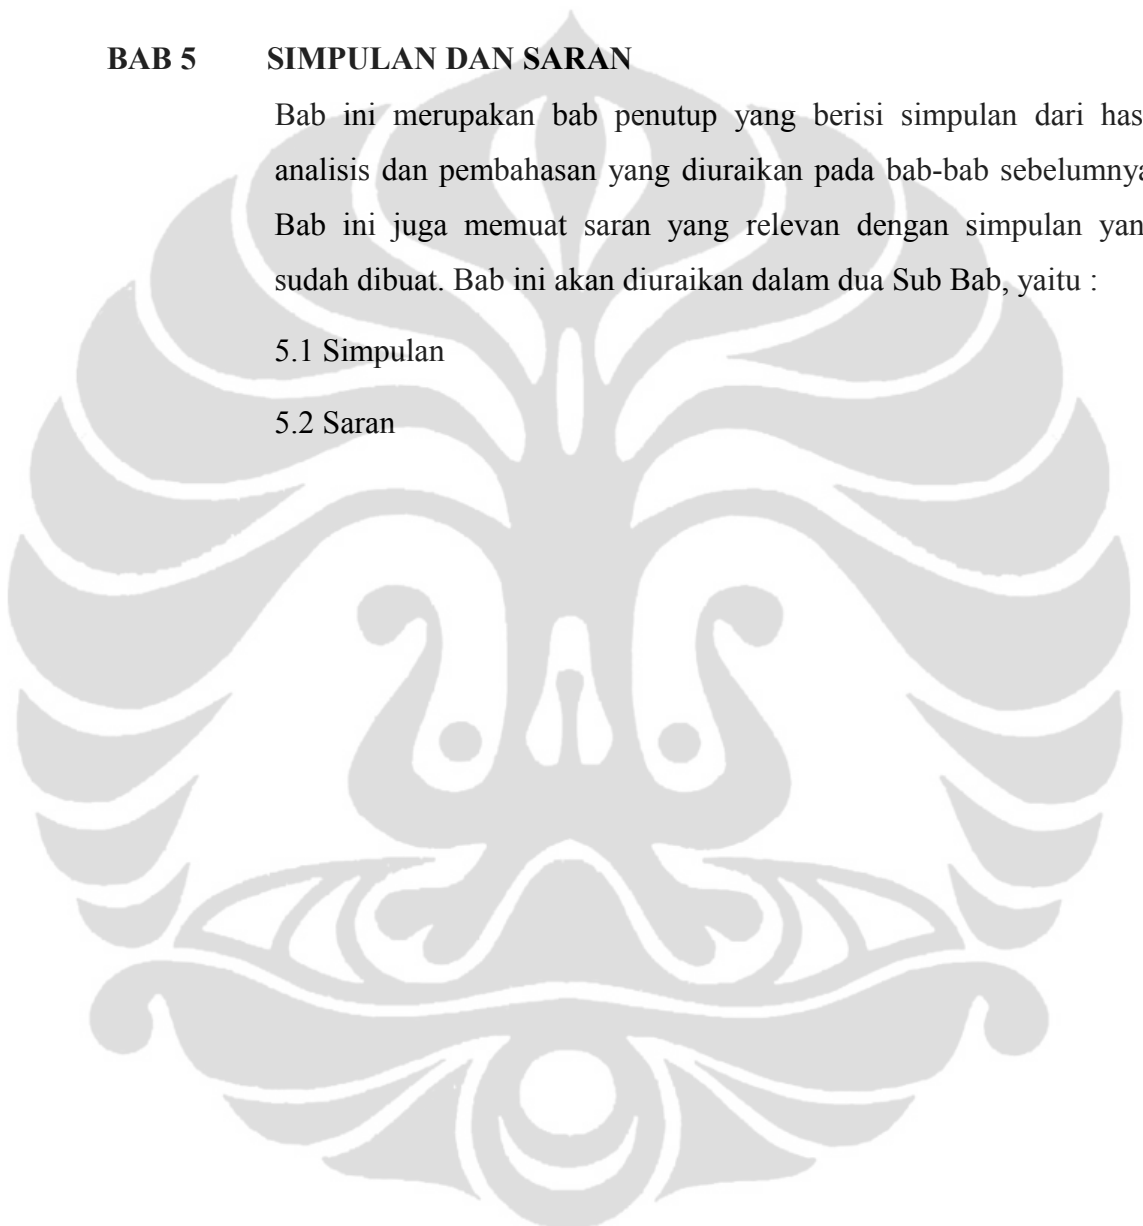 BAB 5 SIMPULAN DAN SARAN
Bab ini merupakan bab penutup yang berisi simpulan dari has
analisis dan pembahasan yang diuraikan pada bab-bab sebelumnya
Bab ini juga memuat saran yang relevan dengan simpulan yan
sudah dibuat. Bab ini akan diuraikan dalam dua Sub Bab, yaitu :
5.1 Simpulan
5.2 Saran